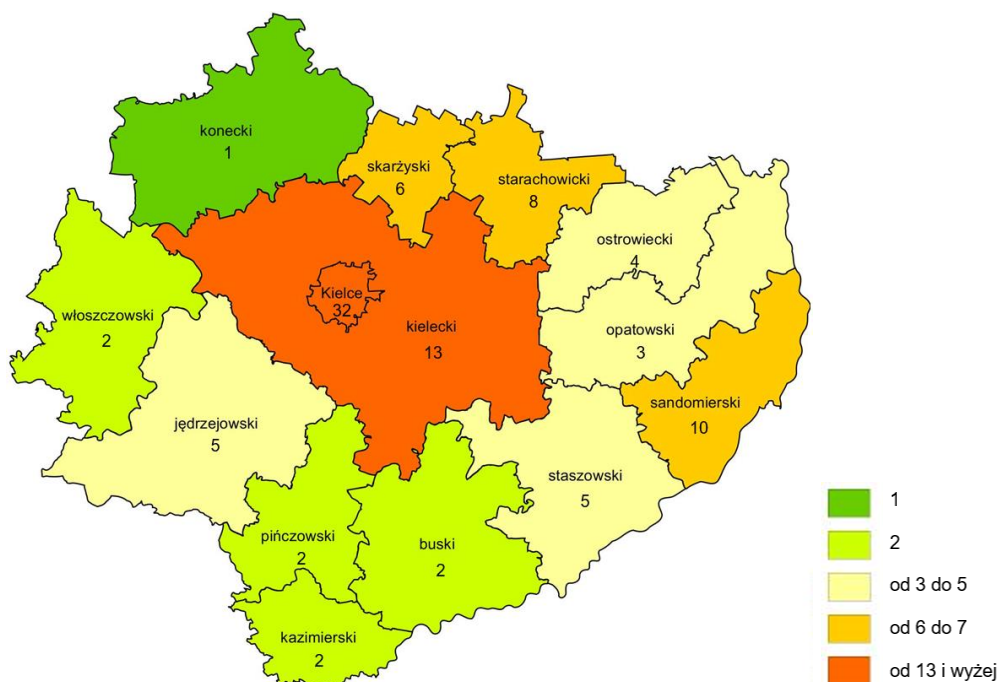 konecki
1
skarżyski
6
starachowicki
8
ostrowiecki
4
Kielce
32
włoszczowski
2
kielecki
13
opatowski
3
sandomierski
10
jędrzejowski
5
staszowski
5
pińczowski
2
buski
2
kazimierski
2
1
2
od 3 do 5
od 6 do 7
od 13 i wyżej